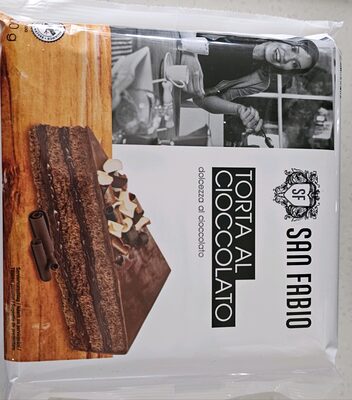 SF
SAN FABIO
TORTA AL
CIOCCOLATO
dolcezza al cioccolato